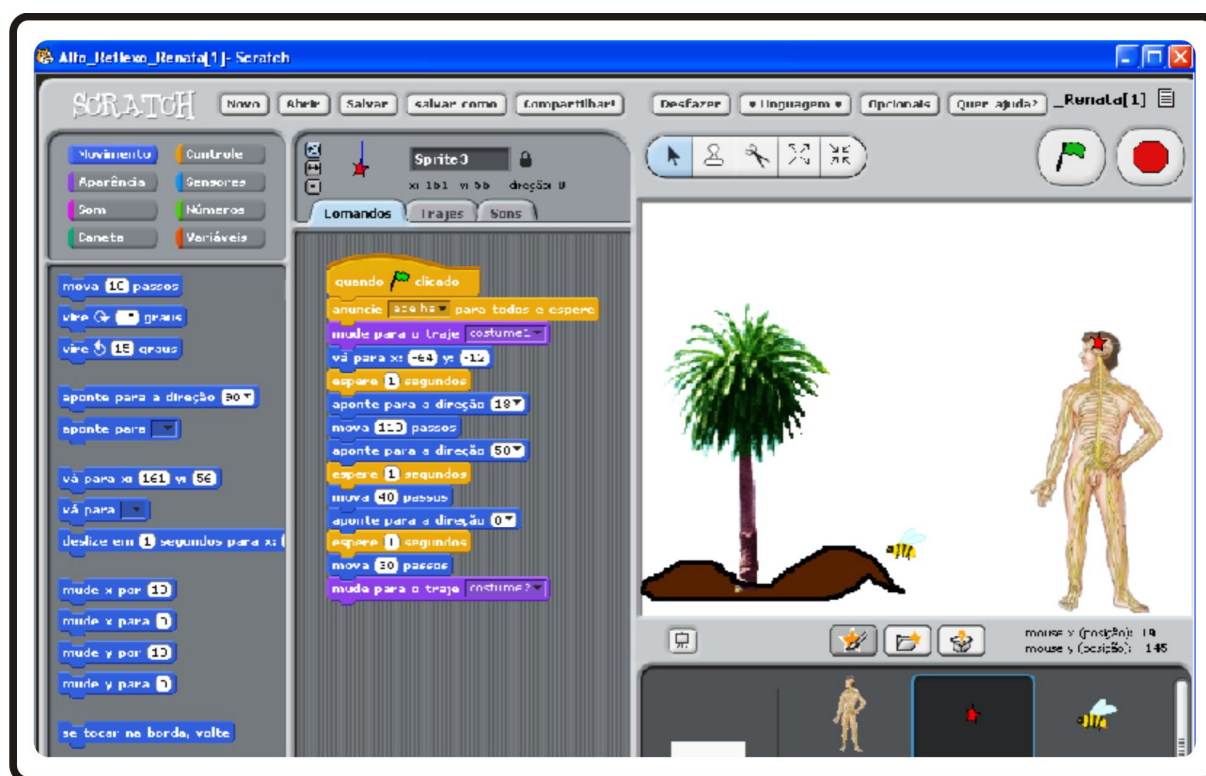 Alto_Reflexo_Renata[1]- Scratch
SCRATCH Novo Abrir Salvar salvar como Compartilhar! Desfazer Linguagem Opcionais Quer ajuda? _Renata[1]
Movimento Controle
Aparência Sensores
Som Números
Caneta Variáveis
Sprite3
x: 161 y: 56 direção: 0
Comandos Trajes Sons
mova 10 passos
vire graus
vire 15 graus
aponte para a direção 90
aponte para
vá para x: 161 y: 56
vá para
deslize em 1 segundos para x:
mude x por 10
mude x para 0
mude y por 10
mude y para 0
se tocar na borda, volte
quando clicado
anuncie abelha para todos e espere
mude para o traje costume1
vá para x: -64 y: -12
espere 1 segundos
aponte para a direção 18
mova 110 passos
aponte para a direção 50
espere 1 segundos
mova 40 passos
aponte para a direção 0
espere 1 segundos
mova 30 passos
mude para o traje costume2
mouse x (posição): 19
mouse y (posição): 145